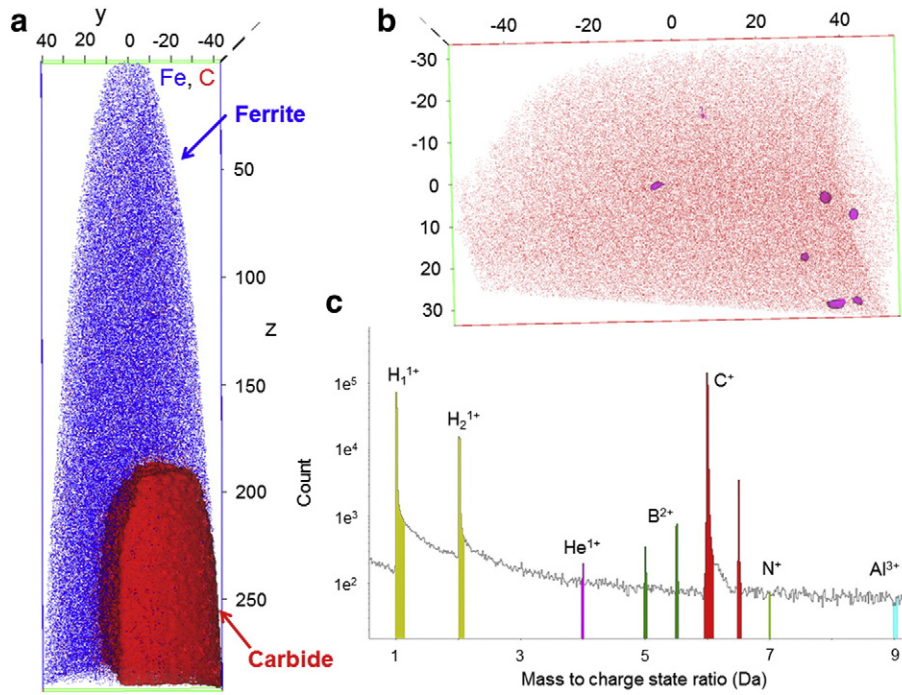 a
y
40 20 0 -20 -40
Fe, C
Ferrite
50
100
z
150
200
250
Carbide
b
-40 -20 0 20 40
-30
-20
-10
0
10
20
30
c
H₁¹⁺
H₂¹⁺
He¹⁺
B²⁺
C⁺
N⁺
Al³⁺
Count
1e⁵
1e⁴
1e³
1e²
1 3 5 7 9
Mass to charge state ratio (Da)